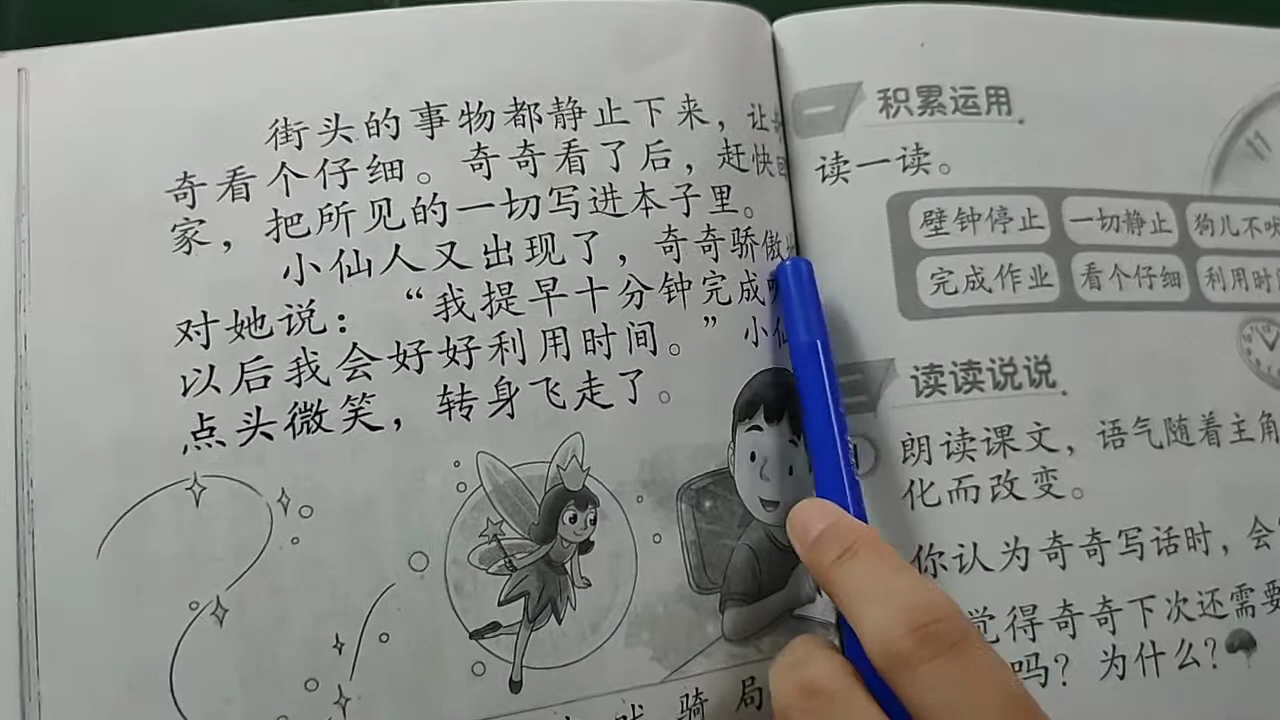 街头的事物都静止下来，让
奇看个仔细。奇奇看了后，赶快
家，把所见的一切写进本子里。
小仙人又出现了，奇奇骄傲
对她说：“我提早十分钟完成
以后我会好好利用时间。”小仙
点头微笑，转身飞走了。
骑 局
一 积累运用
读一读。
壁钟停止 一切静止 狗儿不吠
完成作业 看个仔细 利用时
二 读读说说
朗读课文，语气随着主角
化而改变。
你认为奇奇写话时，会
觉得奇奇下次还需要
吗？为什么？